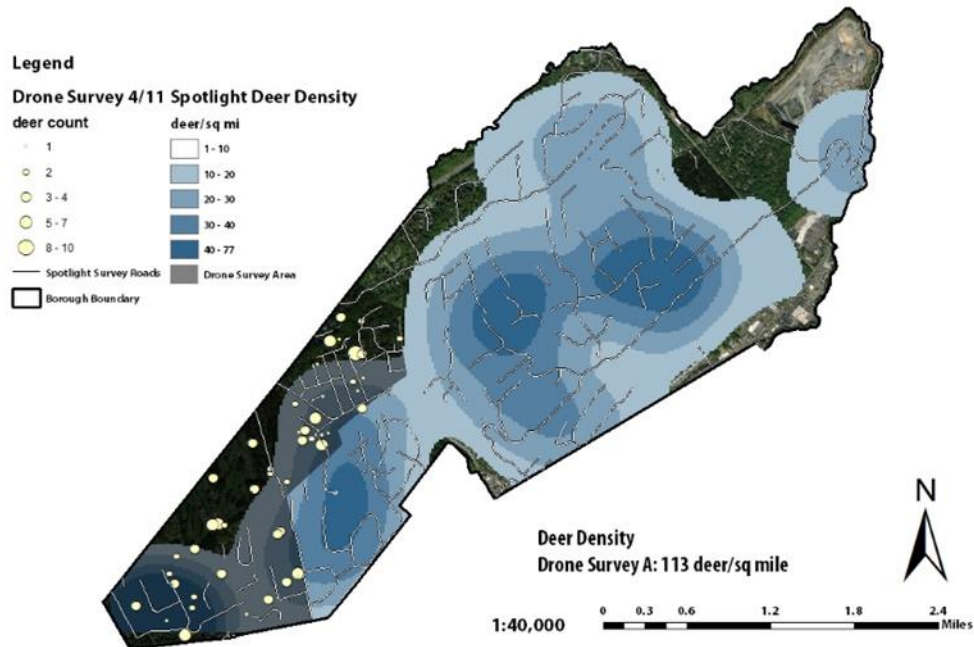 Legend
Drone Survey 4/11 Spotlight Deer Density
deer count deer/sq mi
1 1 - 10
2 10 - 20
3 - 4 20 - 30
5 - 7 30 - 40
8 - 10 40 - 77
Spotlight Survey Roads Drone Survey Area
Borough Boundary
N
Deer Density
Drone Survey A: 113 deer/sq mile
1:40,000
0 0.3 0.6 1.2 1.8 2.4
Miles